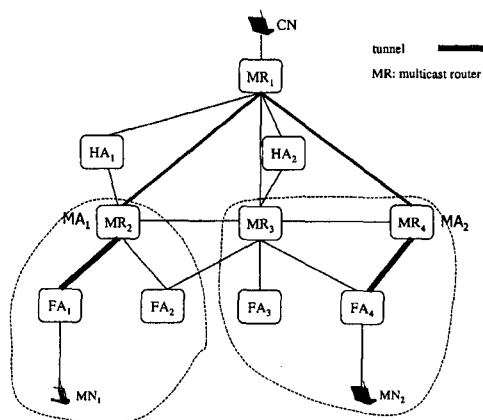 CN
tunnel
MR: multicast router
MR1
HA1
HA2
MA1
MR2
MR3
MR4
MA2
FA1
FA2
FA3
FA4
MN1
MN2